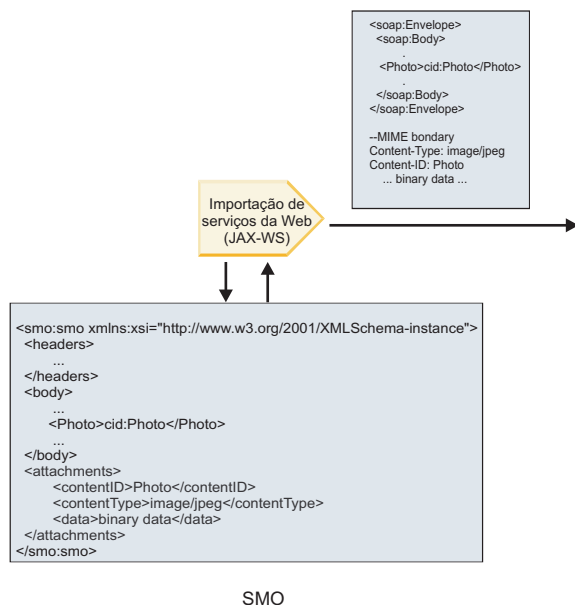 <soap:Envelope>
<soap:Body>
.
<Photo>cid:Photo</Photo>
.
</soap:Body>
</soap:Envelope>
--MIME bondary
Content-Type: image/jpeg
Content-ID: Photo
... binary data ...
Importação de
serviços da Web
(JAX-WS)
<smo:smo xmlns:xsi="http://www.w3.org/2001/XMLSchema-instance">
<headers>
...
</headers>
<body>
...
<Photo>cid:Photo</Photo>
...
</body>
<attachments>
<contentID>Photo</contentID>
<contentType>image/jpeg</contentType>
<data>binary data</data>
</attachments>
</smo:smo>
SMO